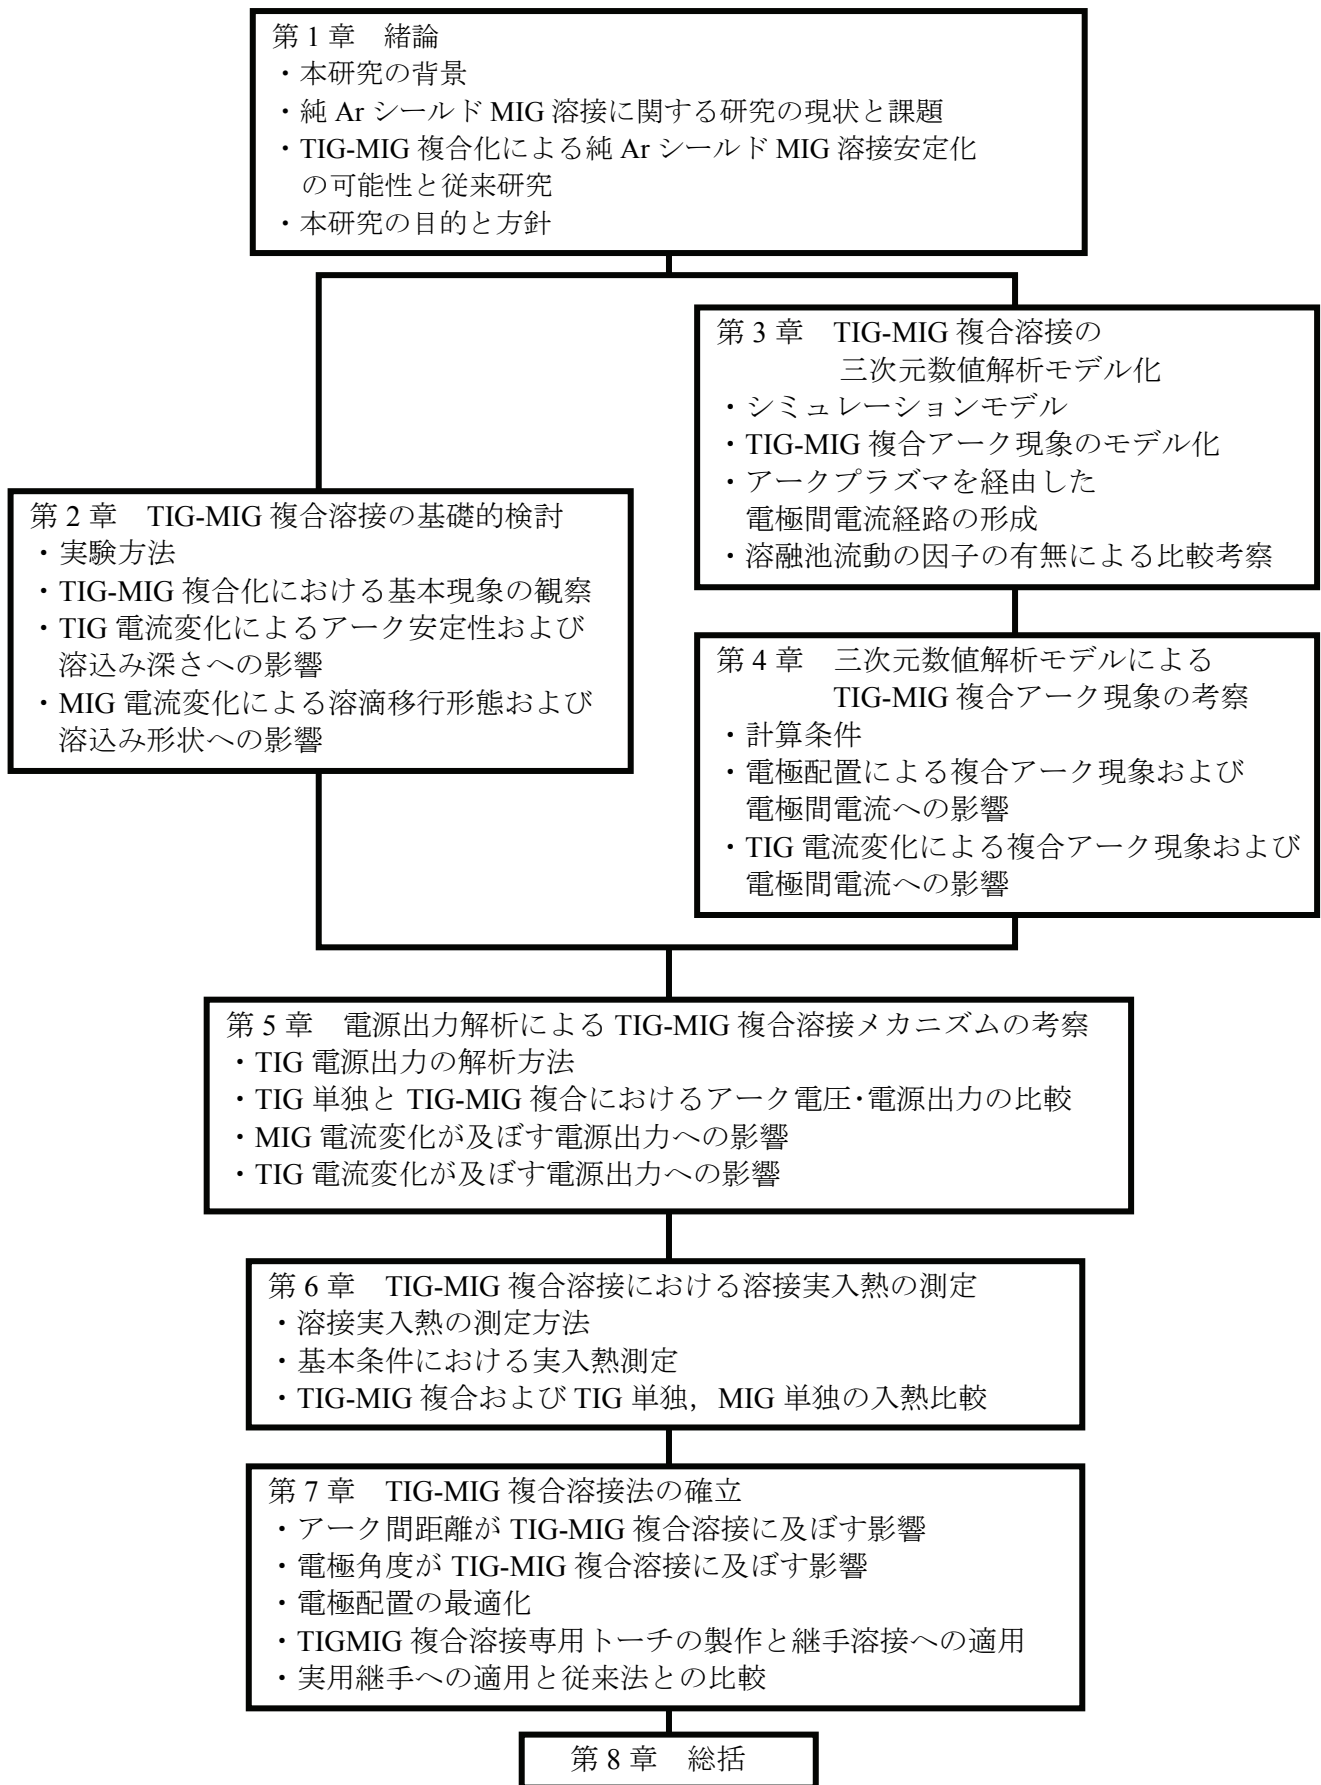 第1章 緒論
・本研究の背景
・純 Ar シールド MIG 溶接に関する研究の現状と課題
・TIG-MIG 複合化による純 Ar シールド MIG 溶接安定化
の可能性と従来研究
・本研究の目的と方針
第2章 TIG-MIG 複合溶接の基礎的検討
・実験方法
・TIG-MIG 複合化における基本現象の観察
・TIG 電流変化によるアーク安定性および
溶込み深さへの影響
・MIG 電流変化による溶滴移行形態および
溶込み形状への影響
第3章 TIG-MIG 複合溶接の
三次元数値解析モデル化
・シミュレーションモデル
・TIG-MIG 複合アーク現象のモデル化
・アークプラズマを経由した
電極間電流経路の形成
・溶融池流動の因子の有無による比較考察
第4章 三次元数値解析モデルによる
TIG-MIG 複合アーク現象の考察
・計算条件
・電極配置による複合アーク現象および
電極間電流への影響
・TIG 電流変化による複合アーク現象および
電極間電流への影響
第5章 電源出力解析による TIG-MIG 複合溶接メカニズムの考察
・TIG 電源出力の解析方法
・TIG 単独と TIG-MIG 複合におけるアーク電圧・電源出力の比較
・MIG 電流変化が及ぼす電源出力への影響
・TIG 電流変化が及ぼす電源出力への影響
第6章 TIG-MIG 複合溶接における溶接実入熱の測定
・溶接実入熱の測定方法
・基本条件における実入熱測定
・TIG-MIG 複合および TIG 単独，MIG 単独の入熱比較
第7章 TIG-MIG 複合溶接法の確立
・アーク間距離が TIG-MIG 複合溶接に及ぼす影響
・電極角度が TIG-MIG 複合溶接に及ぼす影響
・電極配置の最適化
・TIGMIG 複合溶接専用トーチの製作と継手溶接への適用
・実用継手への適用と従来法との比較
第8章 総括